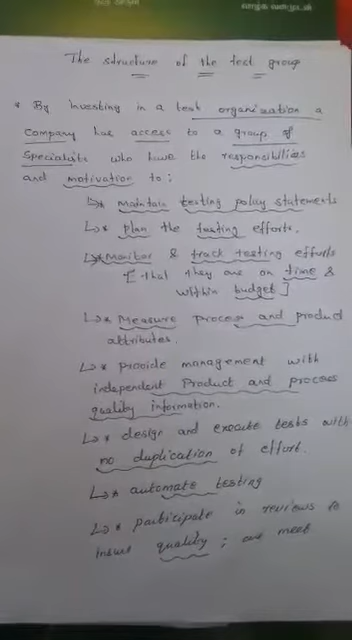 வாழ்க வளமுடன்
The structure of the test group
* By investing in a test organization a
company has access to a group of
specialists who have the responsibilities
and motivation to:
↳* maintain testing policy statements
↳* plan the testing efforts.
↳* Monitor & track testing efforts
[ that they are on time &
within budget ]
↳* Measure process and product
attributes.
↳* provide management with
independent Product and process
quality information.
↳* design and execute tests with
no duplication of effort.
↳* automate testing
↳* participate in reviews to
insure quality; are meet